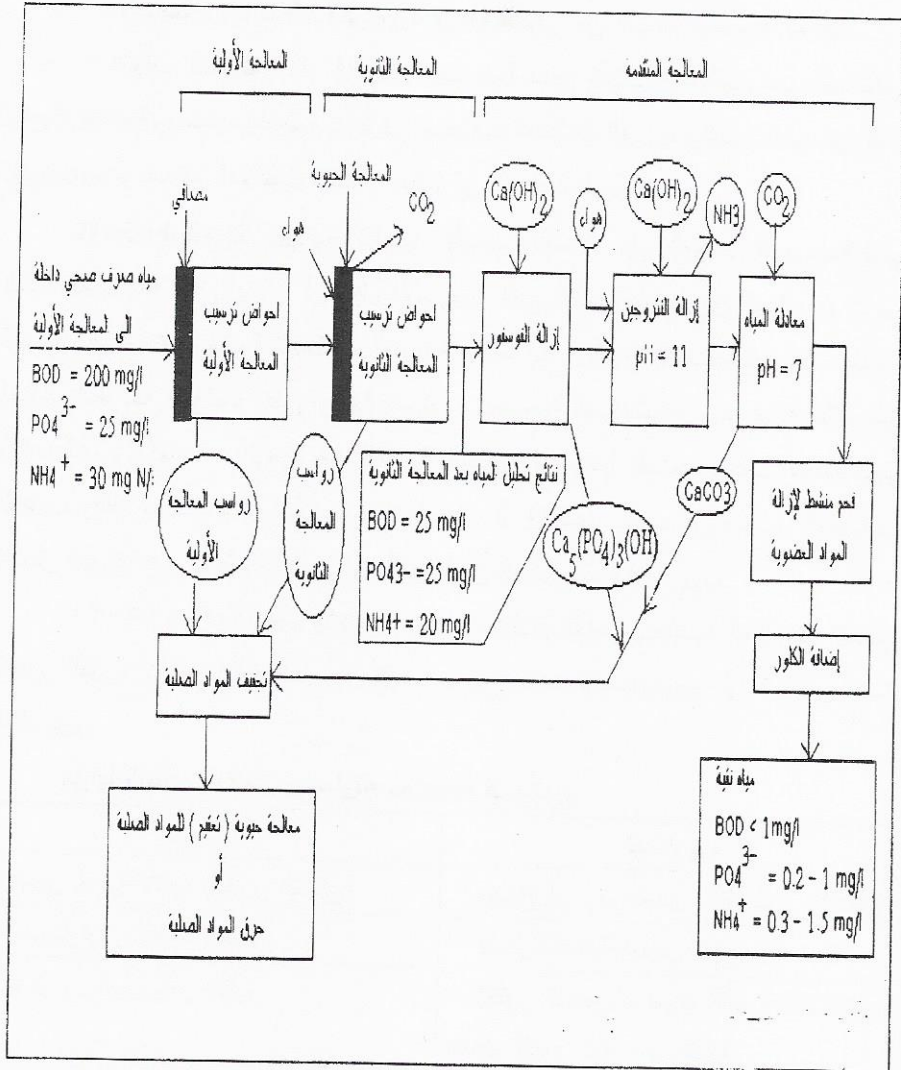 المعالجة الأولية
المعالجة الثانوية
المعالجة المتقدمة
مصافي
هواء
المعالجة الحيوية
CO2
Ca(OH)2
هواء
Ca(OH)2
NH3
CO2
مياه صرف صحي داخلة
الى لمعالجة الأولية
BOD = 200 mg/l
PO4 3- = 25 mg/l
NH4 + = 30 mg N/
احواض ترسيب
المعالجة الأولية
احواض ترسيب
المعالجة الثانوية
إزالة الفوسفور
إزالة النتروجين
pH = 11
معادلة المياه
pH = 7
رواسب المعالجة
الأولية
رواسب
المعالجة
الثانوية
نتائج تحليل المياه بعد المعالجة الثانوية
BOD = 25 mg/l
PO43- = 25 mg/l
NH4+ = 20 mg/l
Ca5(PO4)3(OH)
CaCO3
فحم منشط لإزالة
المواد العضوية
تجفيف المواد الصلبة
إضافة الكلور
معالجة حيوية ( تعقيم ) للمواد الصلبة
أو
حرق المواد الصلبة
مياه نقية
BOD < 1mg/l
PO4 3- = 0.2 - 1 mg/l
NH4 + = 0.3 - 1.5 mg/l